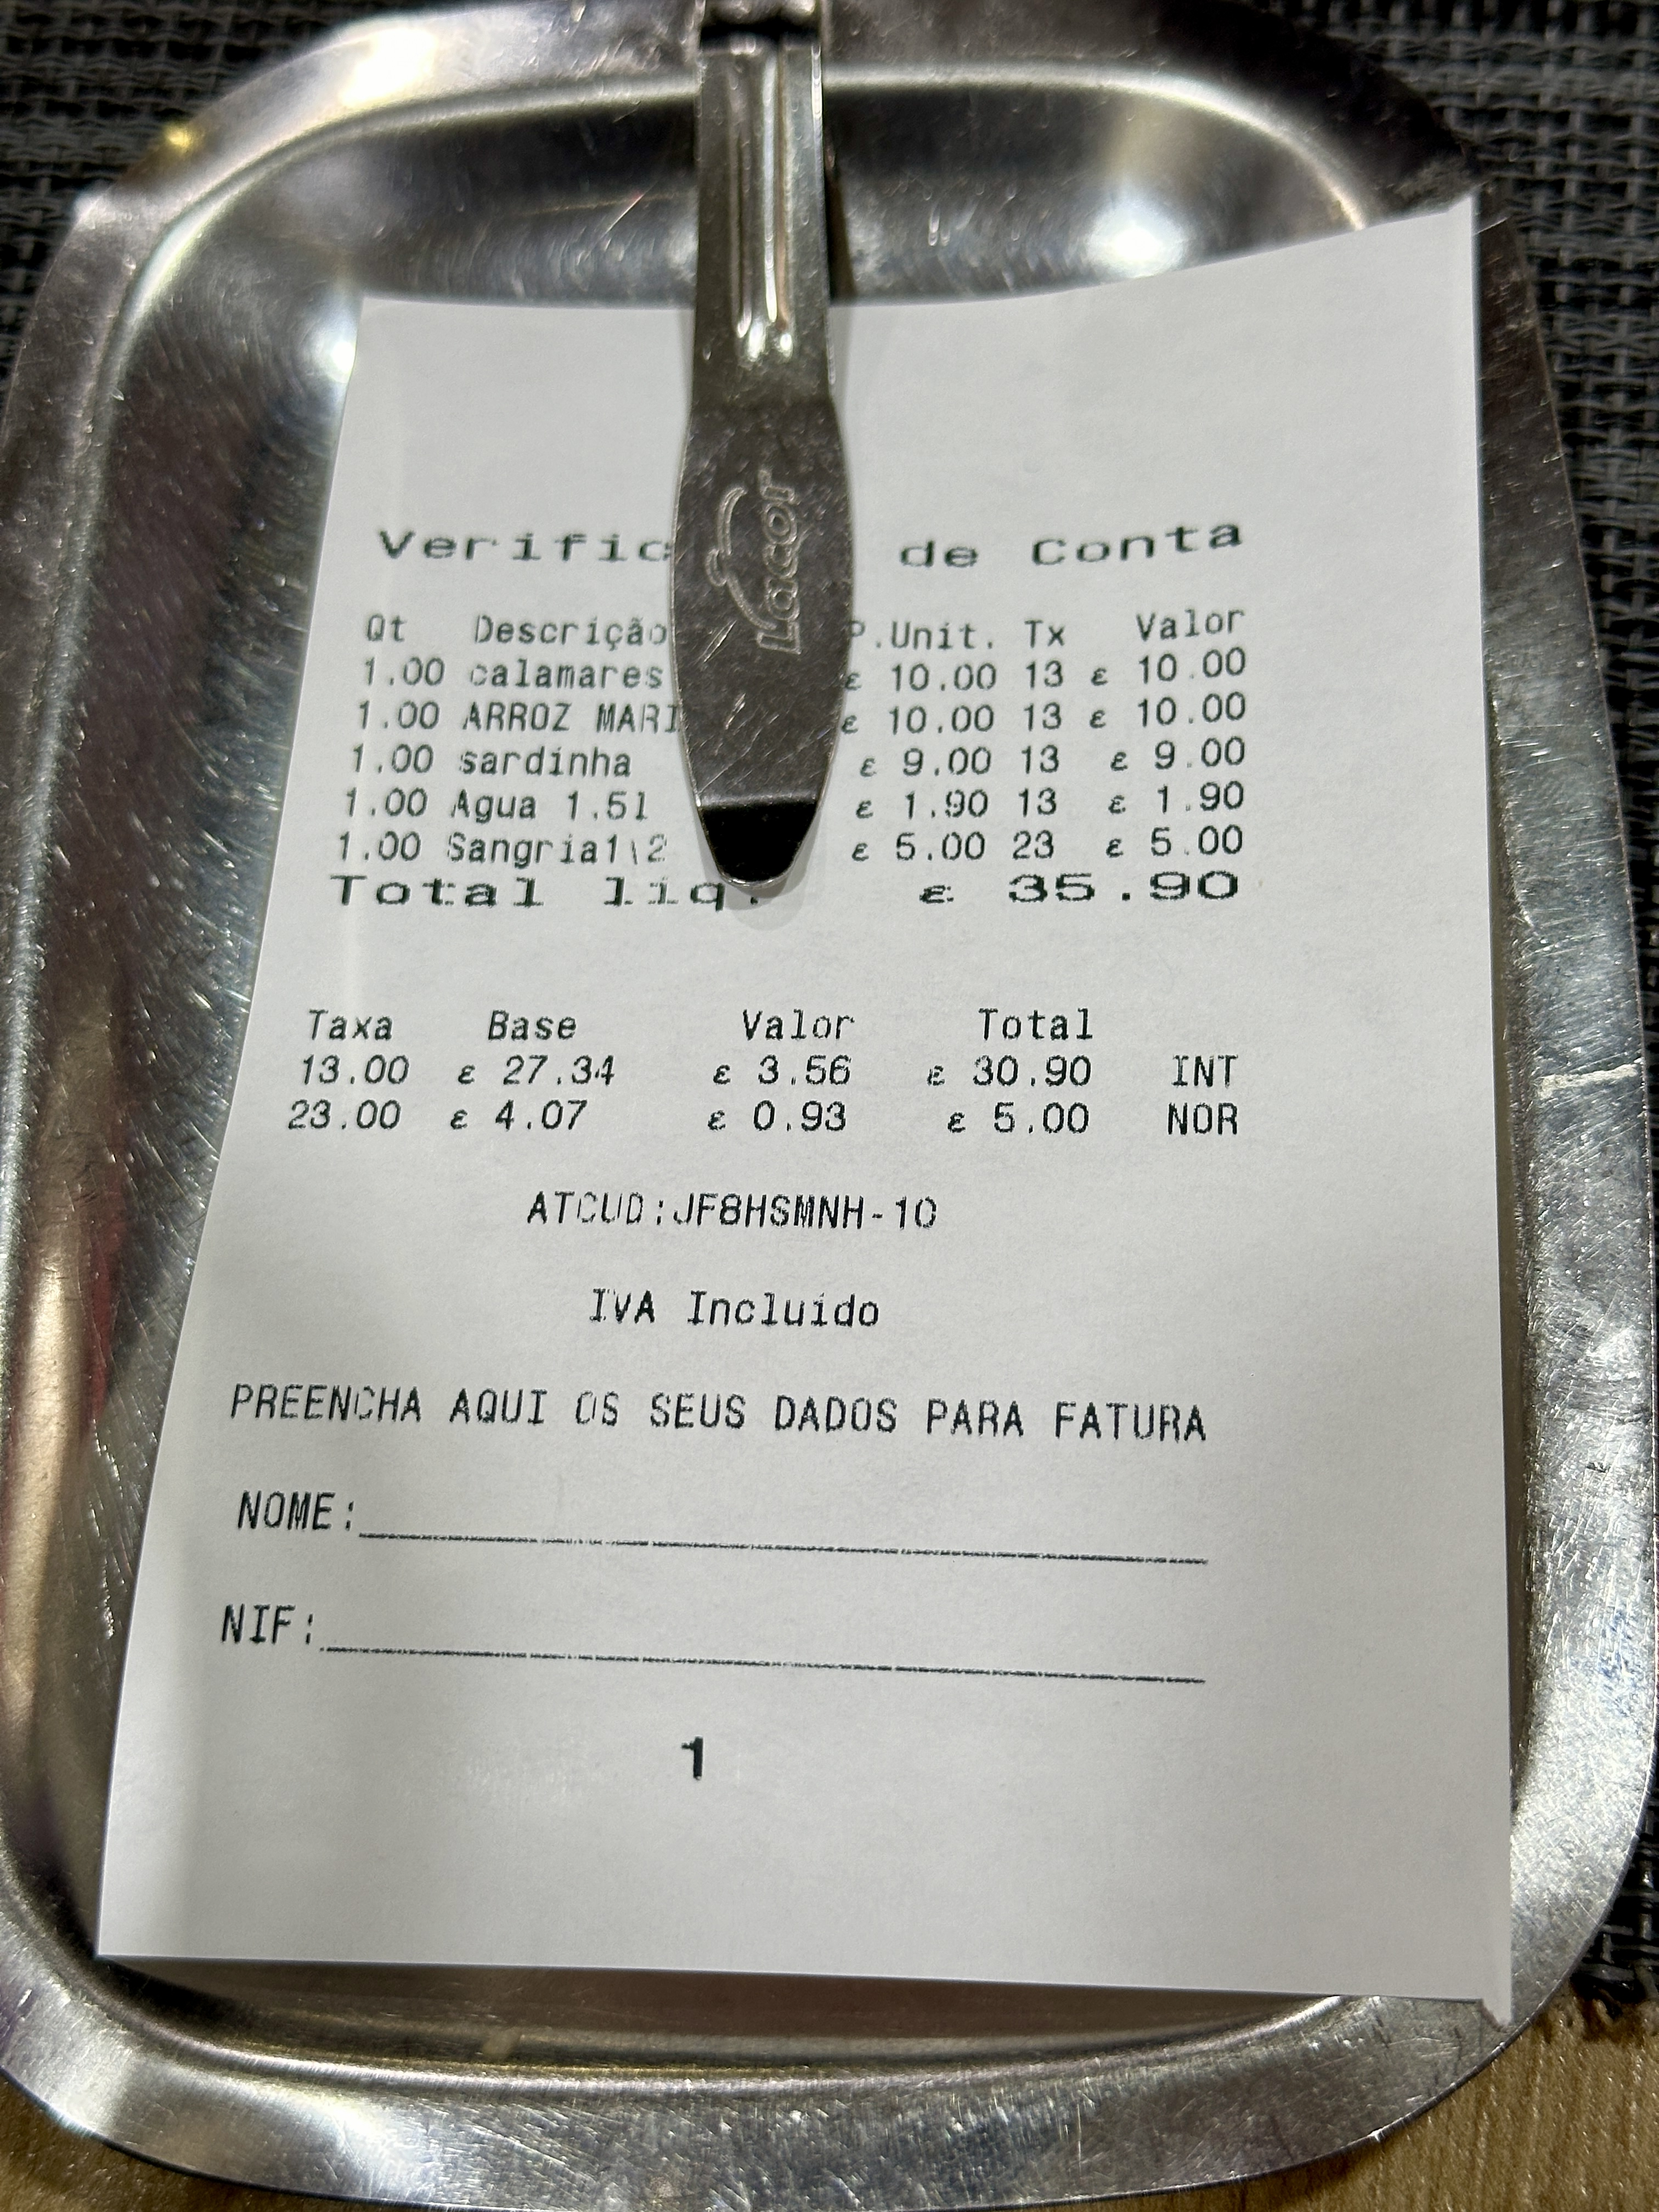 Lacor
de Conta
Qt Descrição P.Unit. Tx Valor
1.00 calamares € 10.00 13 € 10.00
1.00 ARROZ € 10.00 13 € 10.00
1.00 sardinha € 9.00 13 € 9.00
1.00 Agua 1.5l € 1.90 13 € 1.90
1.00 Sangria1\2 € 5.00 23 € 5.00
Total liq. € 35.90
Taxa Base Valor Total
13.00 € 27.34 € 3.56 € 30.90 INT
23.00 € 4.07 € 0.93 € 5.00 NOR
ATCUD:JF8HSMNH-10
IVA Incluido
PREENCHA AQUI OS SEUS DADOS PARA FATURA
NOME:
NIF:
1